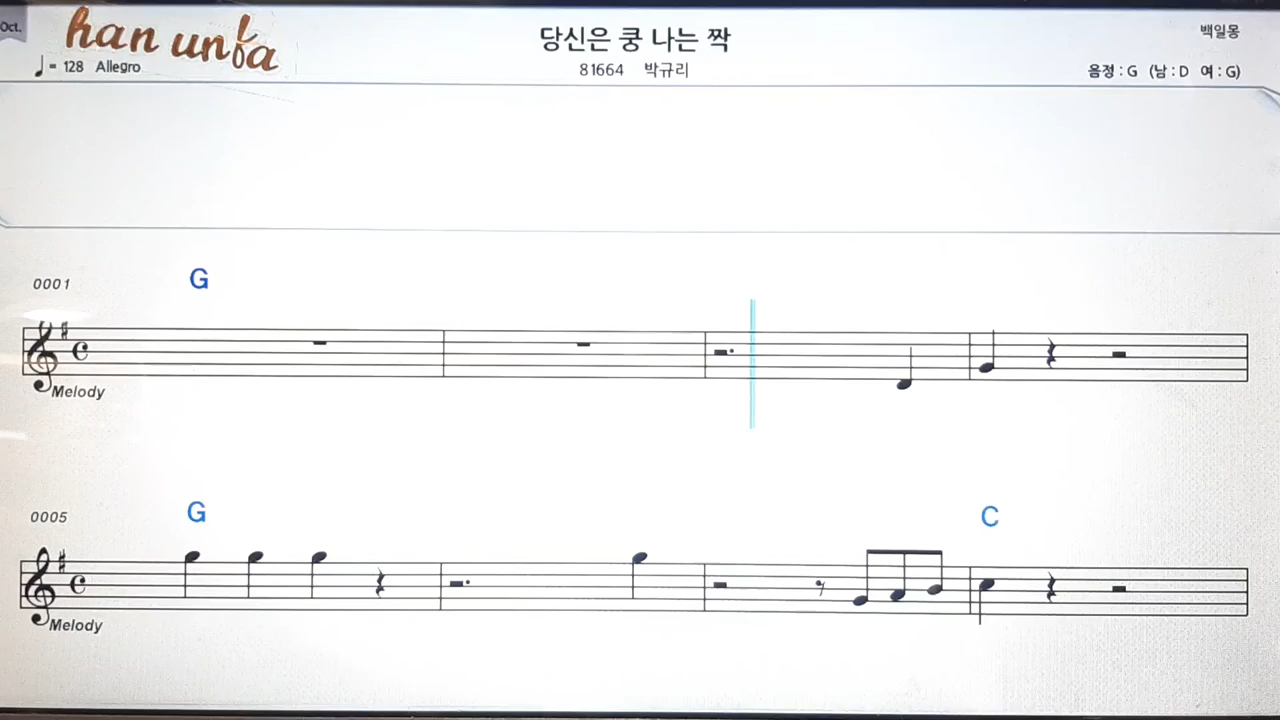 Oct.
han unfa
♩= 128 Allegro
당신은 쿵 나는 짝
81664 박규리
백일몽
음정 : G (남 : D 여 : G)
0001
G
Melody
0005
G
C
Melody